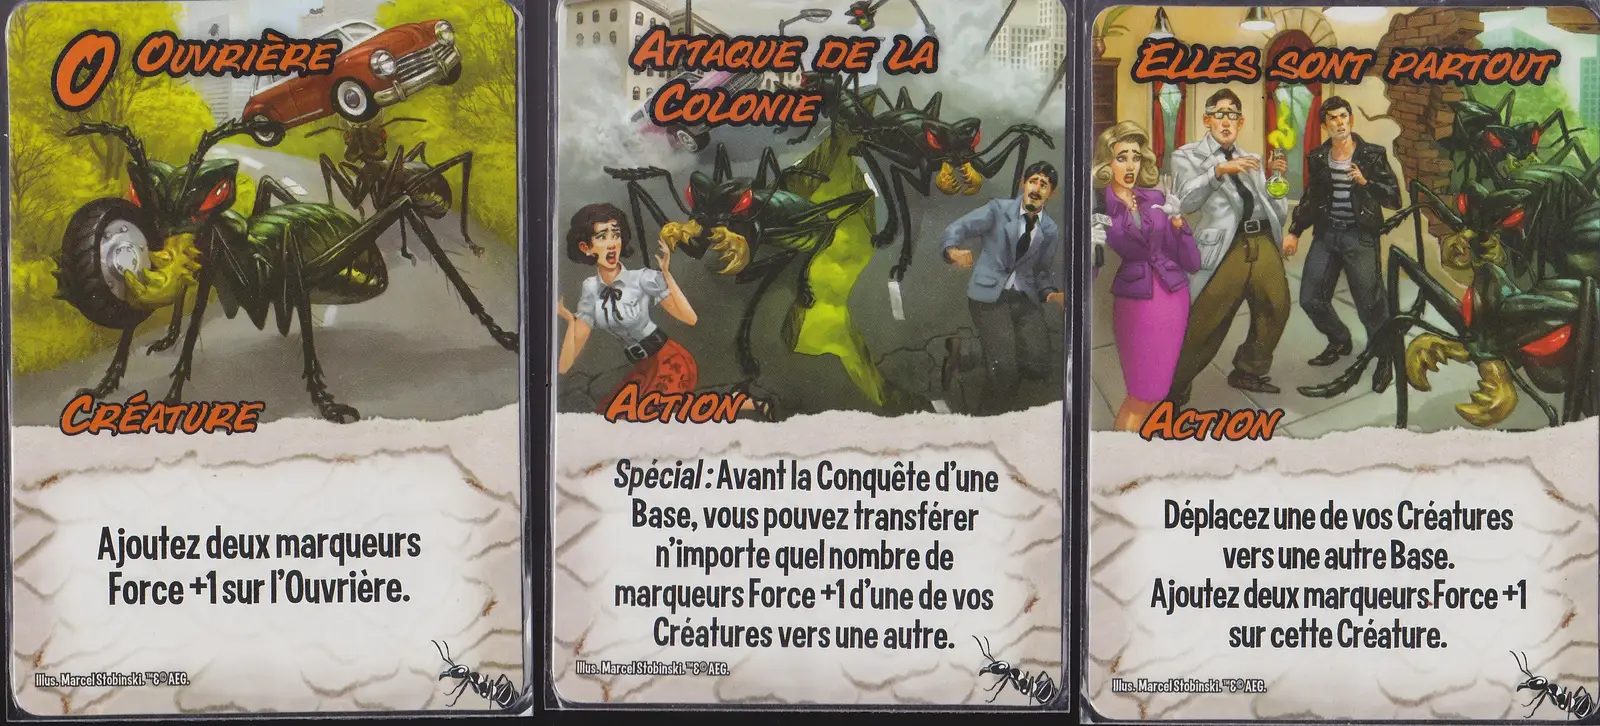 0 Ouvrière
Créature
Ajoutez deux marqueurs
Force +1 sur l'Ouvrière.
Illus. Marcel Stobinski.™&©AEG.
Attaque de la
Colonie
Action
Spécial : Avant la Conquête d'une
Base, vous pouvez transférer
n'importe quel nombre de
marqueurs Force +1 d'une de vos
Créatures vers une autre.
Illus. Marcel Stobinski.™&©AEG.
Elles sont partout
Action
Déplacez une de vos Créatures
vers une autre Base.
Ajoutez deux marqueurs Force +1
sur cette Créature.
Illus. Marcel Stobinski.™&©AEG.